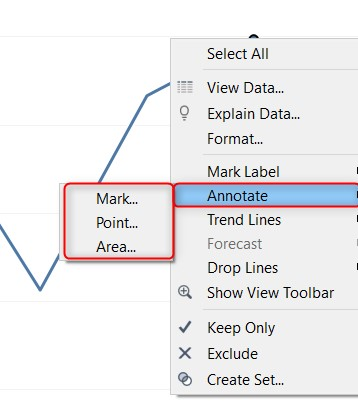 Select All
View Data...
Explain Data...
Format...
Mark Label
Annotate
Mark...
Point...
Area...
Trend Lines
Forecast
Drop Lines
Show View Toolbar
Keep Only
Exclude
Create Set...